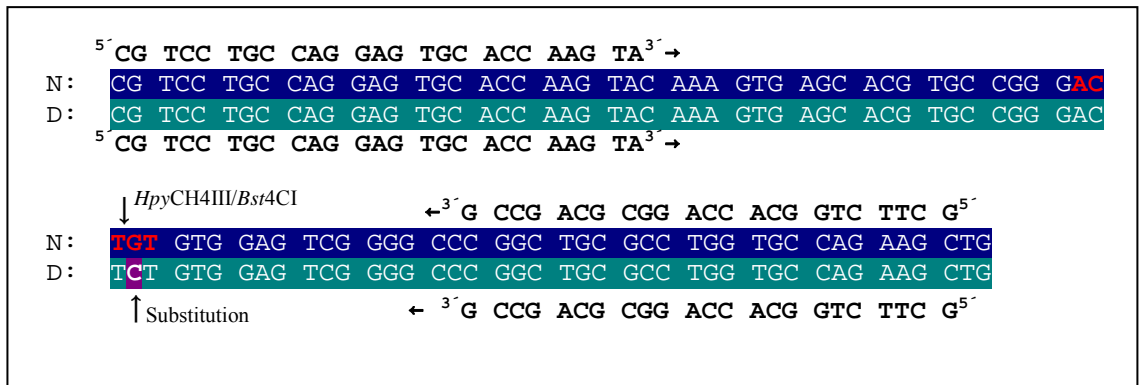 5´ CG TCC TGC CAG GAG TGC ACC AAG TA3´→
N: CG TCC TGC CAG GAG TGC ACC AAG TAC AAA GTG AGC ACG TGC CGG GAC
D: CG TCC TGC CAG GAG TGC ACC AAG TAC AAA GTG AGC ACG TGC CGG GAC
5´ CG TCC TGC CAG GAG TGC ACC AAG TA3´→
↓ HpyCH4III/Bst4CI
←3´ G CCG ACG CGG ACC ACG GTC TTC G5´
N: TGT GTG GAG TCG GGG CCC GGC TGC GCC TGG TGC CAG AAG CTG
D: TCT GTG GAG TCG GGG CCC GGC TGC GCC TGG TGC CAG AAG CTG
← 3´G CCG ACG CGG ACC ACG GTC TTC G5´
↑ Substitution